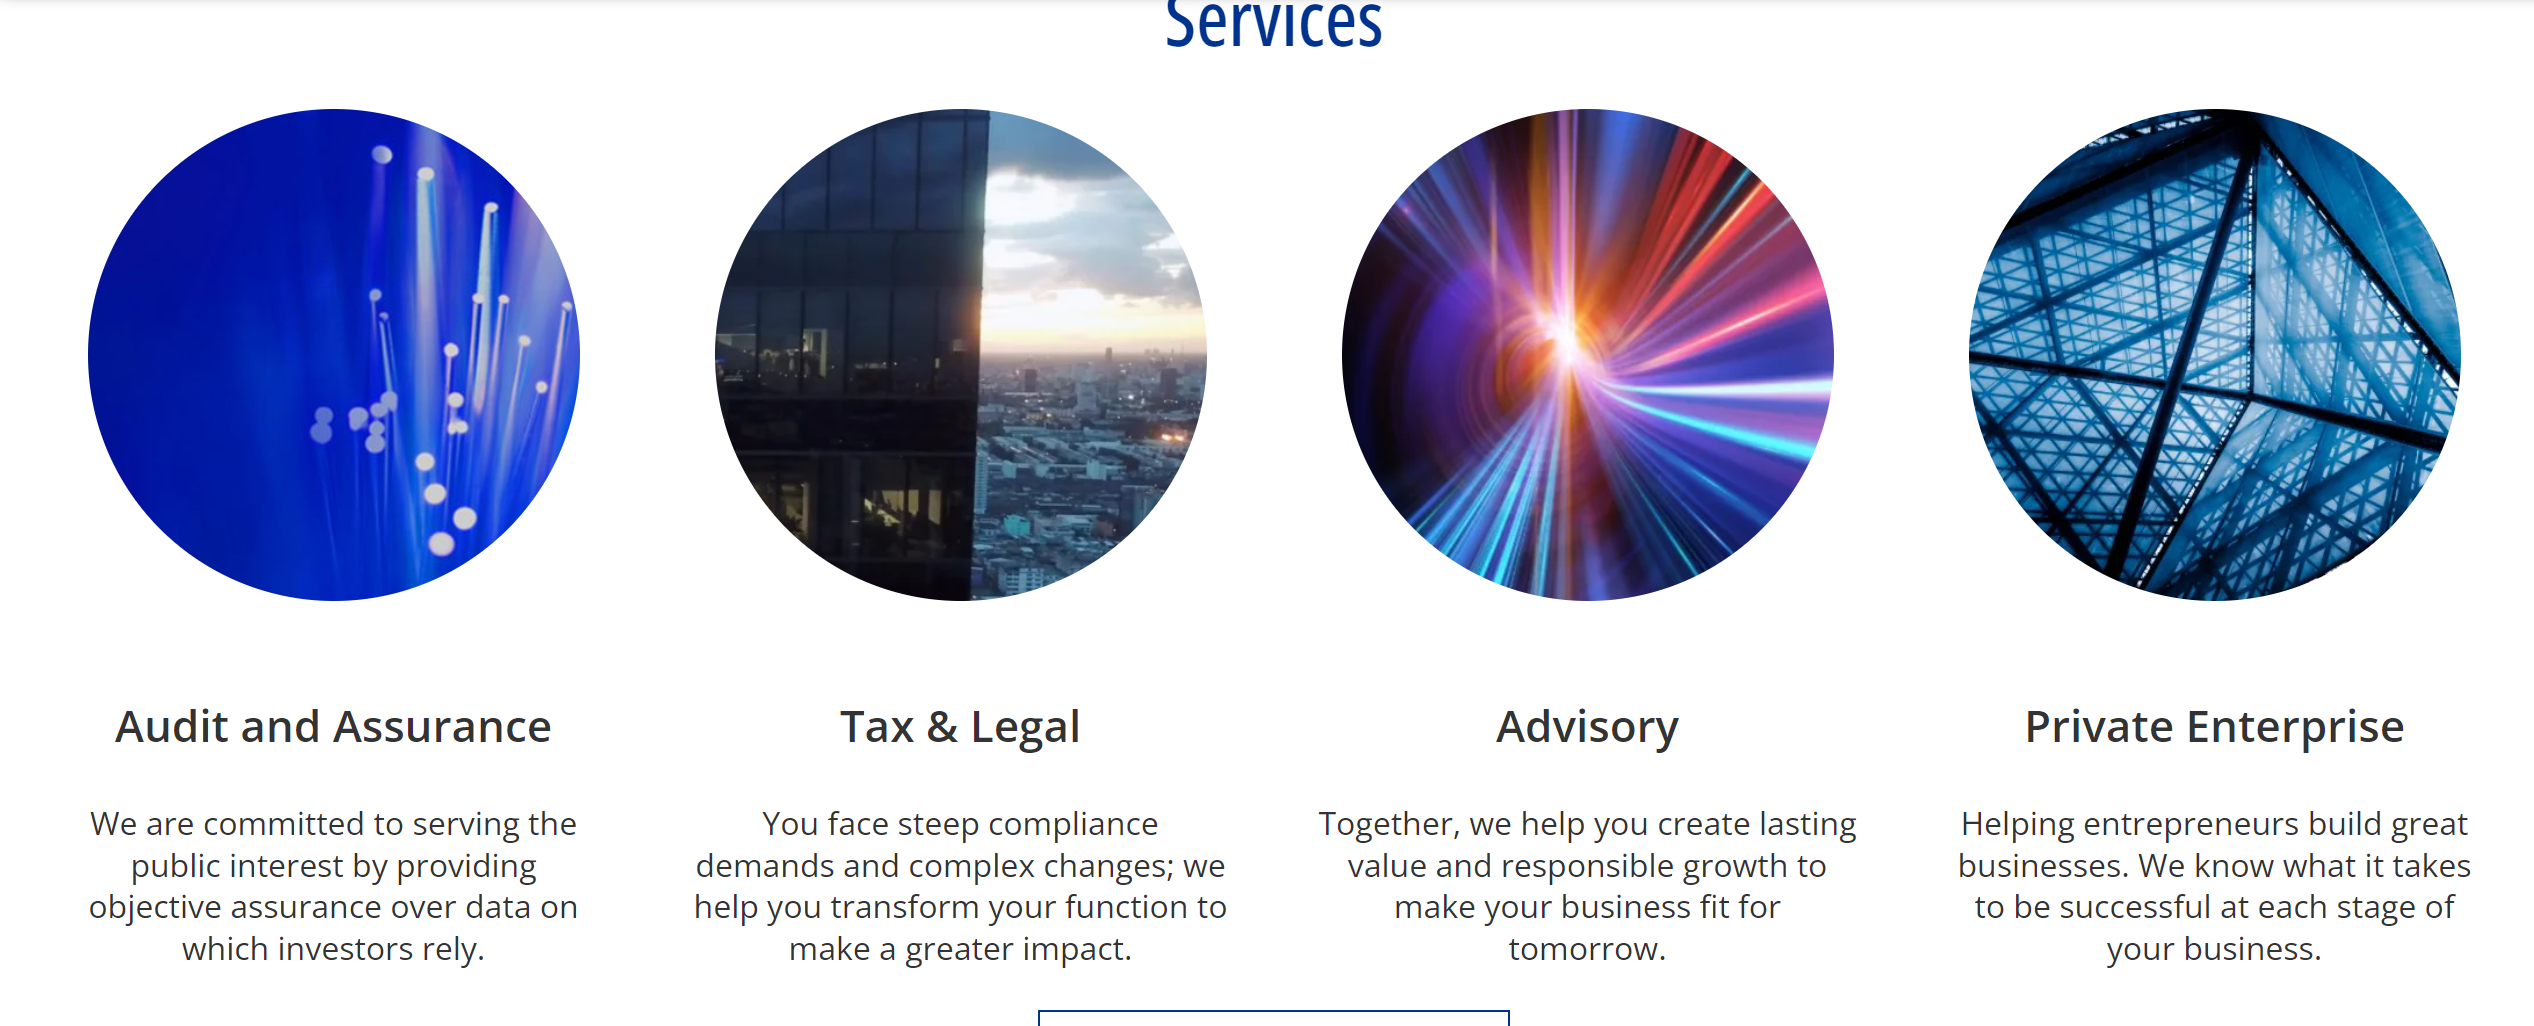 Services
Audit and Assurance
We are committed to serving the
public interest by providing
objective assurance over data on
which investors rely.
Tax & Legal
You face steep compliance
demands and complex changes; we
help you transform your function to
make a greater impact.
Advisory
Together, we help you create lasting
value and responsible growth to
make your business fit for
tomorrow.
Private Enterprise
Helping entrepreneurs build great
businesses. We know what it takes
to be successful at each stage of
your business.